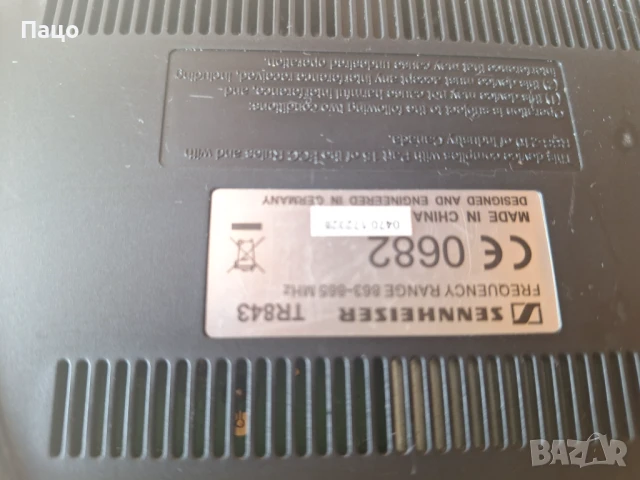 Пацо
This device complies with Part 15 of the FCC Rules and with
RSS-210 of Industry Canada.
Operation is subject to the following two conditions:
(1) this device may not cause harmful interference, and
(2) this device must accept any interference received, including
interference that may cause undesired operation.
SENNHEISER TR843
FREQUENCY RANGE 863-865 MHz
CE 0682
0470172328
MADE IN CHINA
DESIGNED AND ENGINEERED IN GERMANY
BAZAR